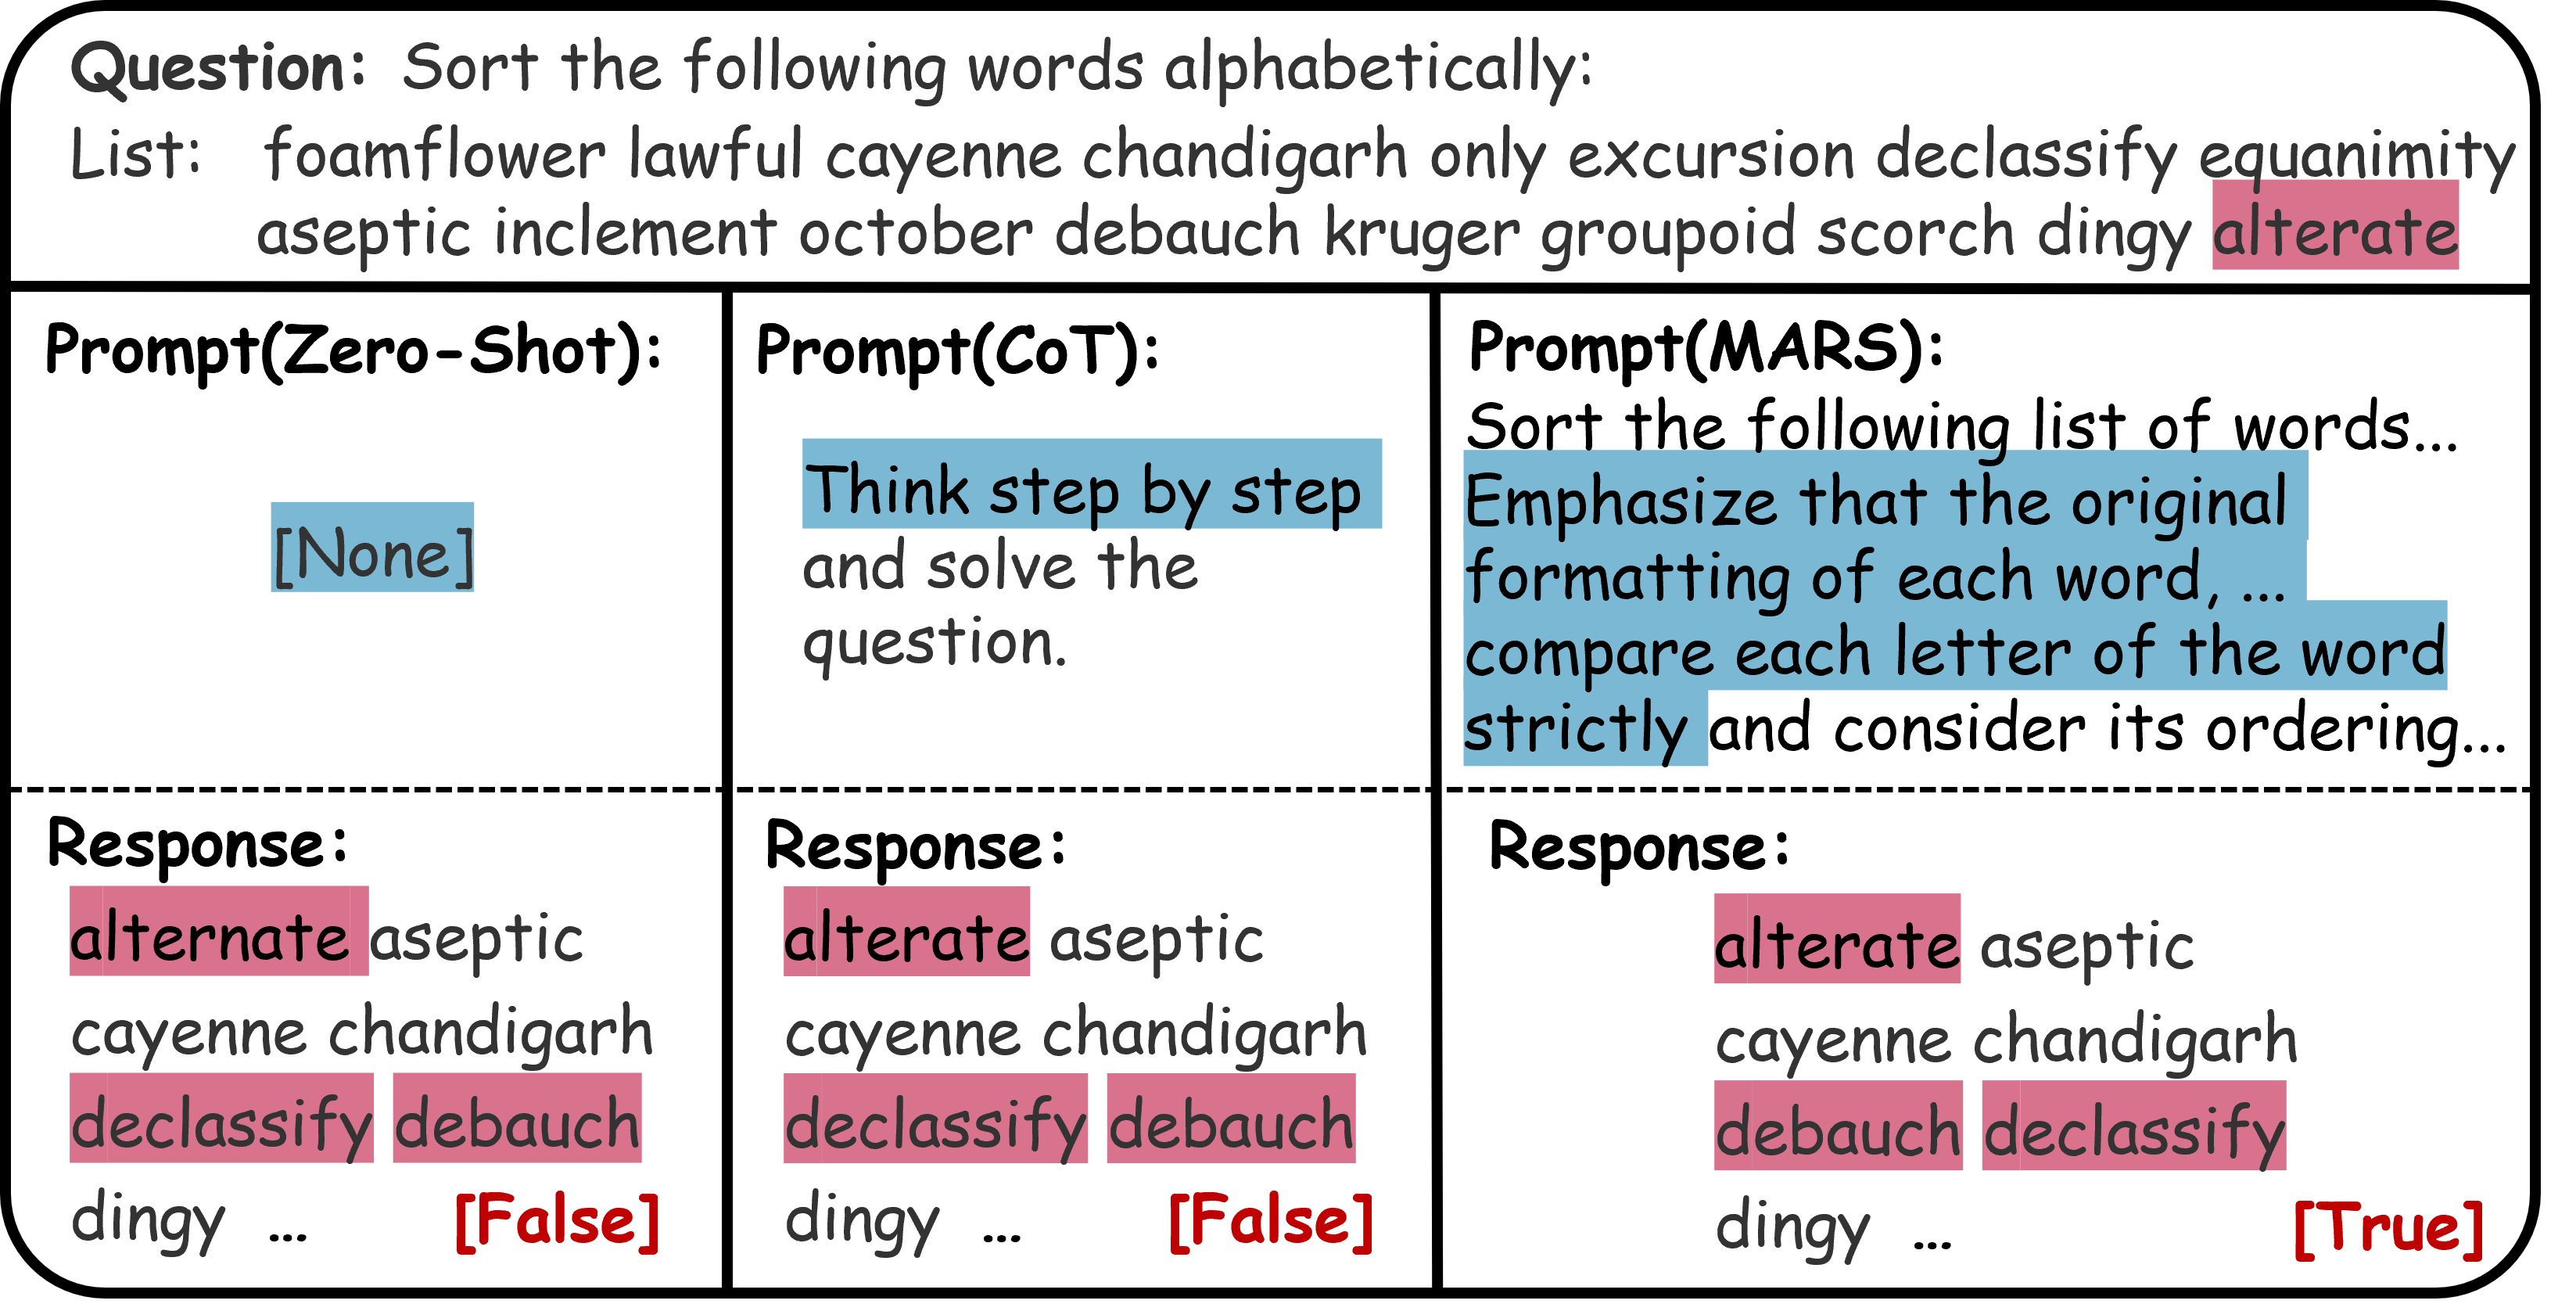 Question: Sort the following words alphabetically:
List: foamflower lawful cayenne chandigarh only excursion declassify equanimity
aseptic inclement october debauch kruger groupoid scorch dingy alterate
Prompt(Zero-Shot):
[None]
Prompt(CoT):
Think step by step
and solve the
question.
Prompt(MARS):
Sort the following list of words...
Emphasize that the original
formatting of each word, ...
compare each letter of the word
strictly and consider its ordering...
Response:
alternate aseptic
cayenne chandigarh
declassify debauch
dingy ... [False]
Response:
alterate aseptic
cayenne chandigarh
declassify debauch
dingy ... [False]
Response:
alterate aseptic
cayenne chandigarh
debauch declassify
dingy ... [True]